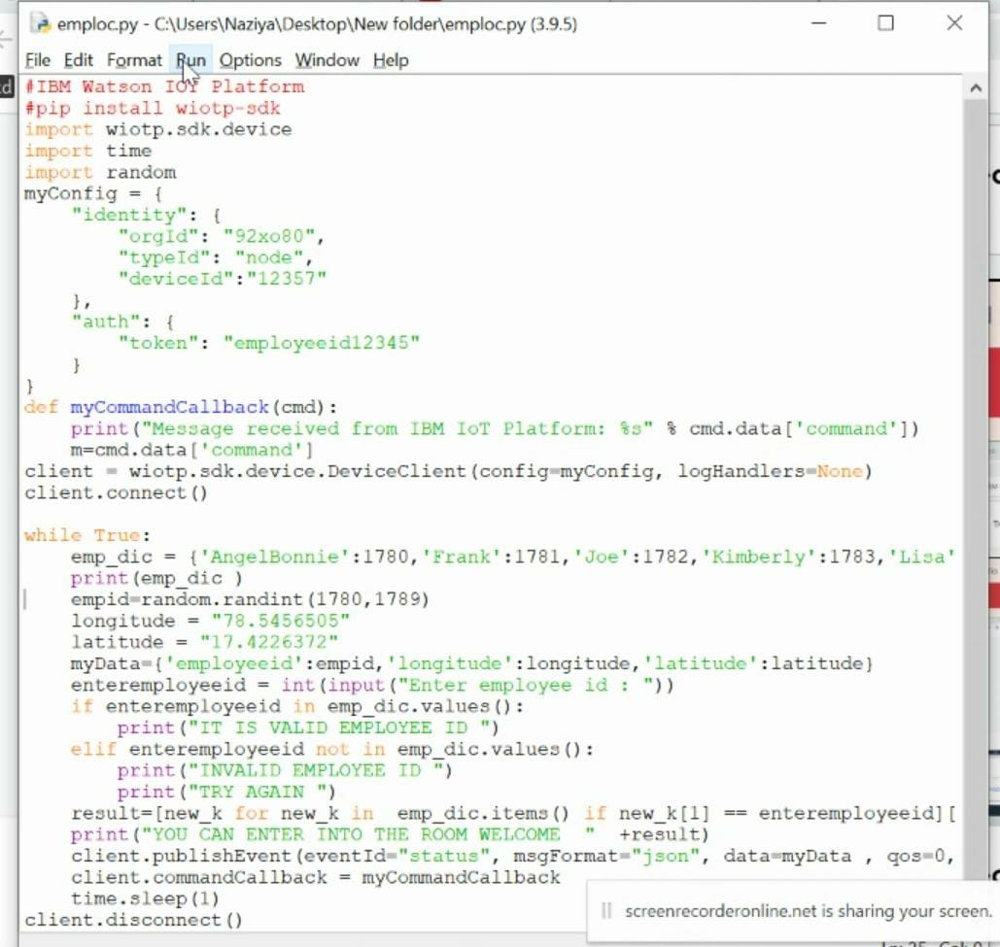 emploc.py - C:\Users\Naziya\Desktop\New folder\emploc.py (3.9.5)
File Edit Format Run Options Window Help
#IBM Watson IOT Platform
#pip install wiotp-sdk
import wiotp.sdk.device
import time
import random
myConfig = {
    "identity": {
        "orgId": "92xo80",
        "typeId": "node",
        "deviceId":"12357"
    },
    "auth": {
        "token": "employeeid12345"
    }
}
def myCommandCallback(cmd):
    print("Message received from IBM IoT Platform: %s" % cmd.data['command'])
    m=cmd.data['command']
client = wiotp.sdk.device.DeviceClient(config=myConfig, logHandlers=None)
client.connect()
while True:
    emp_dic = {'AngelBonnie':1780,'Frank':1781,'Joe':1782,'Kimberly':1783,'Lisa'
    print(emp_dic )
    empid=random.randint(1780,1789)
    longitude = "78.5456505"
    latitude = "17.4226372"
    myData={'employeeid':empid,'longitude':longitude,'latitude':latitude}
    enteremployeeid = int(input("Enter employee id : "))
    if enteremployeeid in emp_dic.values():
        print("IT IS VALID EMPLOYEE ID ")
    elif enteremployeeid not in emp_dic.values():
        print("INVALID EMPLOYEE ID ")
        print("TRY AGAIN ")
    result=[new_k for new_k in  emp_dic.items() if new_k[1] == enteremployeeid][
    print("YOU CAN ENTER INTO THE ROOM WELCOME  "  +result)
    client.publishEvent(eventId="status", msgFormat="json", data=myData , qos=0,
    client.commandCallback = myCommandCallback
    time.sleep(1)
client.disconnect()
screenrecorderonline.net is sharing your screen.